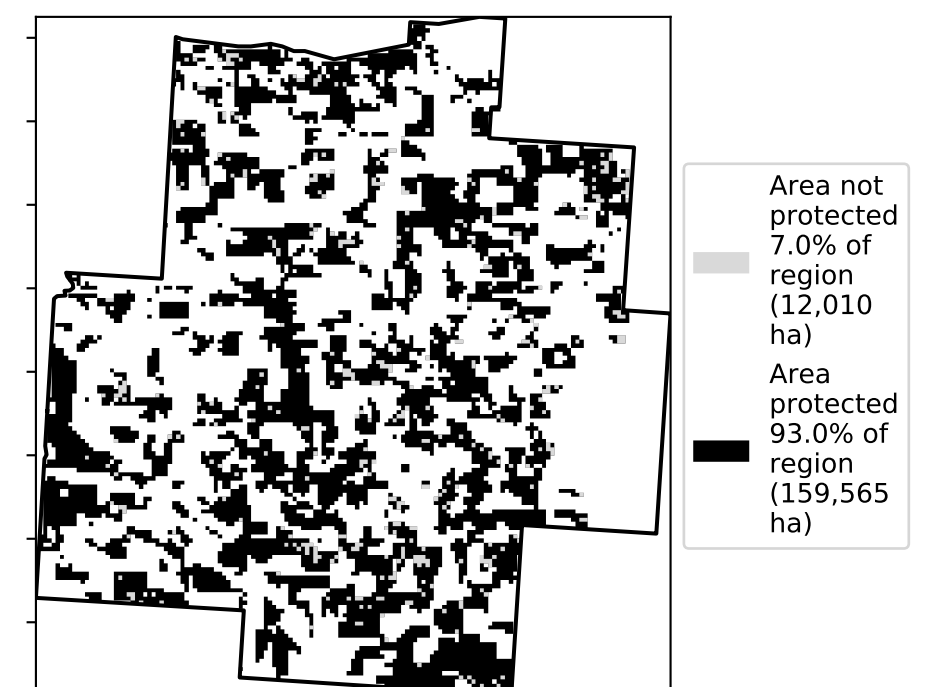 Area not
protected
7.0% of
region
(12,010
ha)
Area
protected
93.0% of
region
(159,565
ha)